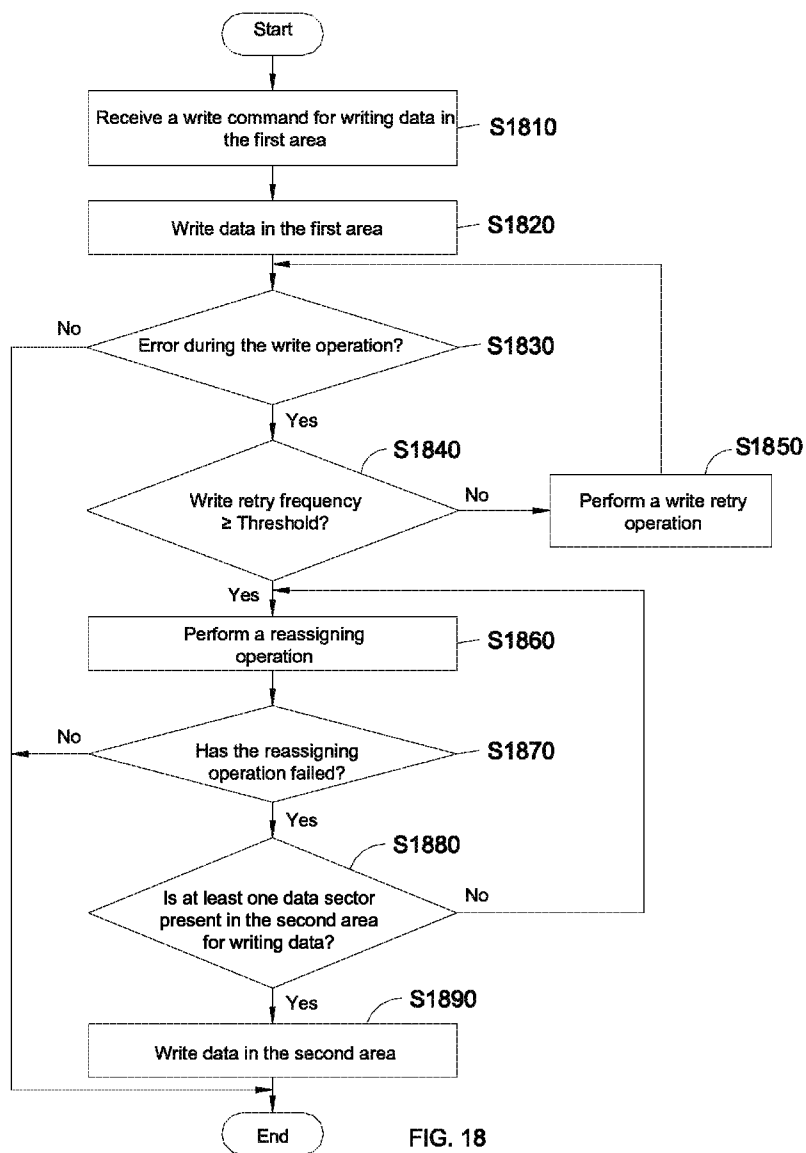 Start
Receive a write command for writing data in
the first area
S1810
Write data in the first area
S1820
No
Error during the write operation?
S1830
Yes
S1840
S1850
Write retry frequency
≥ Threshold?
No
Perform a write retry
operation
Yes
Perform a reassigning
operation
S1860
No
Has the reassigning
operation failed?
S1870
Yes
S1880
Is at least one data sector
present in the second area
for writing data?
No
Yes
S1890
Write data in the second area
End
FIG. 18